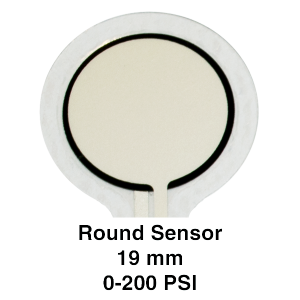 Round Sensor
19 mm
0-200 PSI